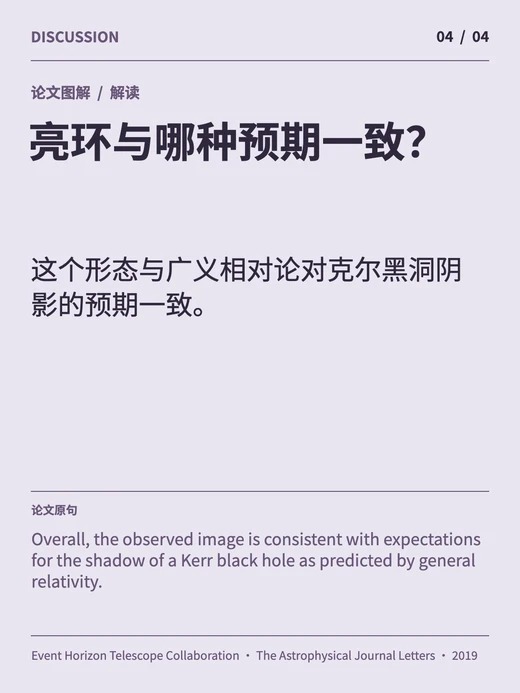 DISCUSSION
04 / 04
论文图解 / 解读
亮环与哪种预期一致？
这个形态与广义相对论对克尔黑洞阴
影的预期一致。
论文原句
Overall, the observed image is consistent with expectations
for the shadow of a Kerr black hole as predicted by general
relativity.
Event Horizon Telescope Collaboration · The Astrophysical Journal Letters · 2019